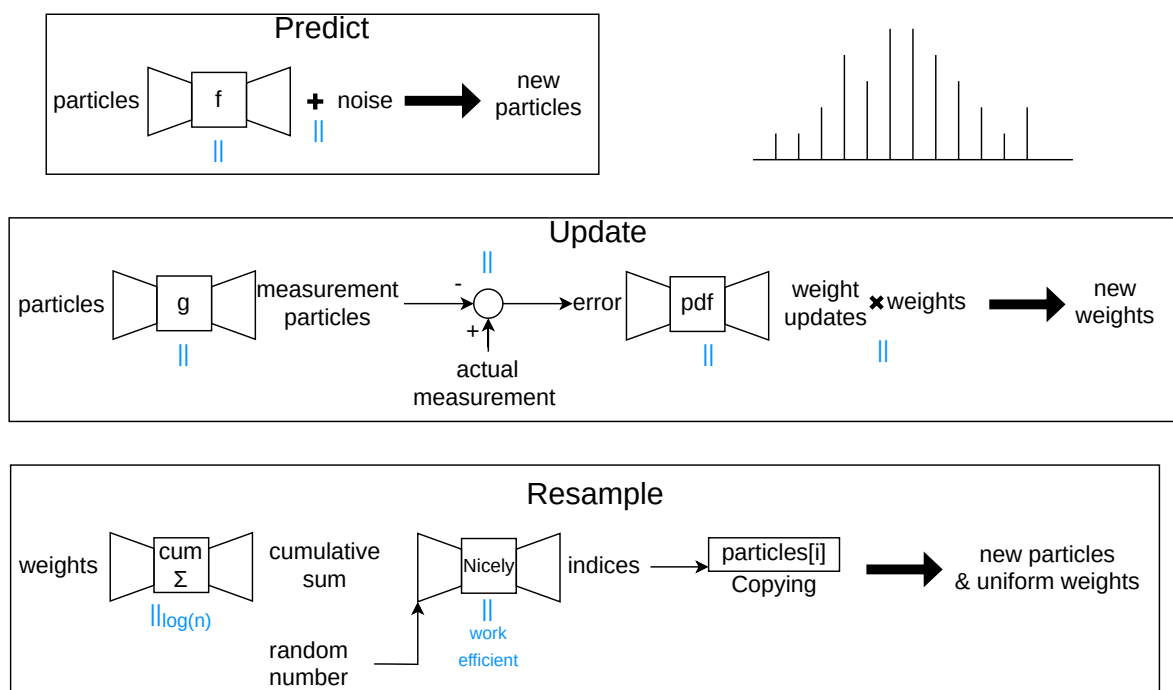 Predict
particles
f
+
noise
new
particles
||
||
Update
||
particles
g
measurement
particles
-
+
error
pdf
weight
updates
×
weights
new
weights
||
||
||
actual
measurement
Resample
weights
cum
Σ
cumulative
sum
Nicely
indices
particles[i]
Copying
new particles
& uniform weights
||log(n)
||
work
efficient
random
number